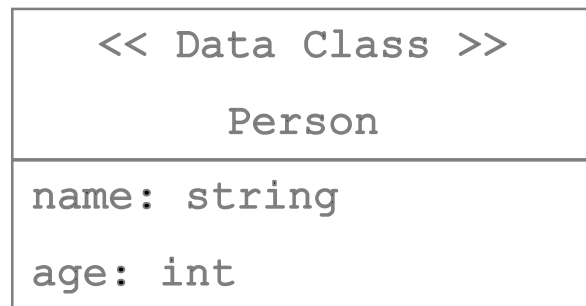 << Data Class >>
Person
name: string
age: int